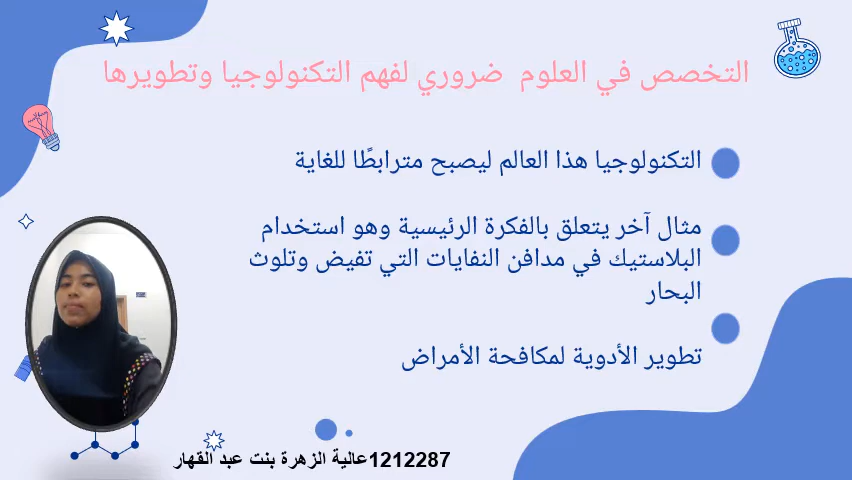 التخصص في العلوم ضروري لفهم التكنولوجيا وتطويرها
التكنولوجيا هذا العالم ليصبح مترابطًا للغاية
مثال آخر يتعلق بالفكرة الرئيسية وهو استخدام
البلاستيك في مدافن النفايات التي تفيض وتلوث
البحار
تطوير الأدوية لمكافحة الأمراض
1212287عالية الزهرة بنت عبد القهار